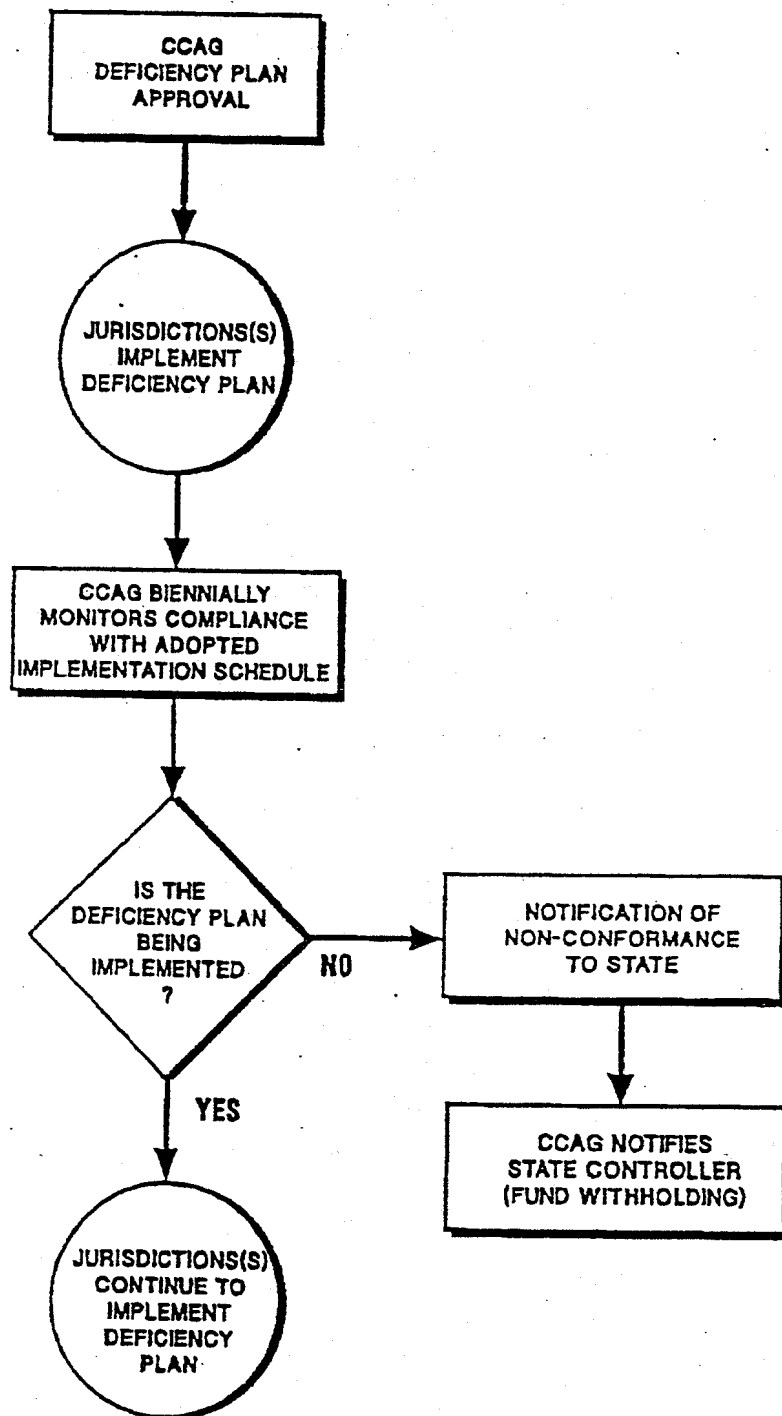 CCAG
DEFICIENCY PLAN
APPROVAL
JURISDICTIONS(S)
IMPLEMENT
DEFICIENCY PLAN
CCAG BIENNIALLY
MONITORS COMPLIANCE
WITH ADOPTED
IMPLEMENTATION SCHEDULE
IS THE
DEFICIENCY PLAN
BEING
IMPLEMENTED
?
NO
NOTIFICATION OF
NON-CONFORMANCE
TO STATE
YES
CCAG NOTIFIES
STATE CONTROLLER
(FUND WITHHOLDING)
JURISDICTIONS(S)
CONTINUE TO
IMPLEMENT
DEFICIENCY
PLAN